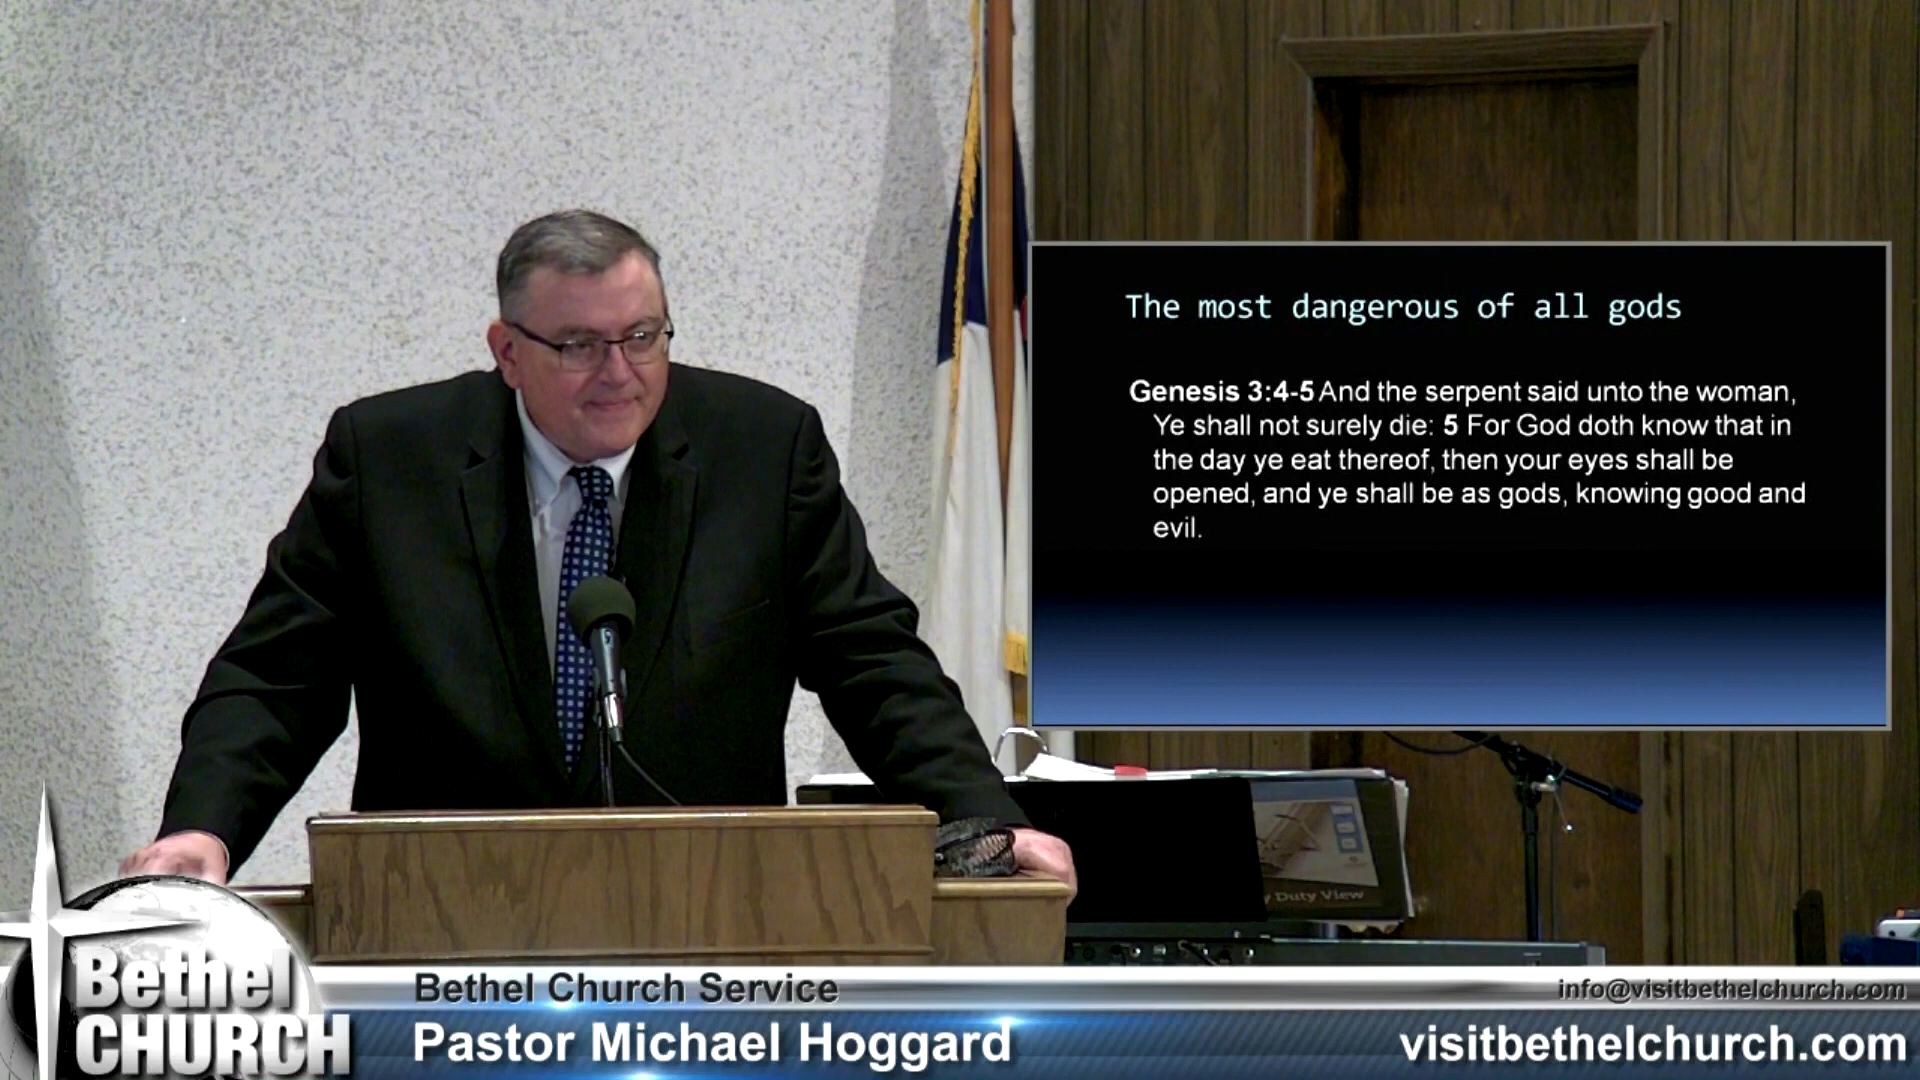 The most dangerous of all gods
Genesis 3:4-5 And the serpent said unto the woman,
Ye shall not surely die: 5 For God doth know that in
the day ye eat thereof, then your eyes shall be
opened, and ye shall be as gods, knowing good and
evil.
Duty View
Bethel
CHURCH
Bethel Church Service
Pastor Michael Hoggard
info@visitbethelchurch.com
visitbethelchurch.com